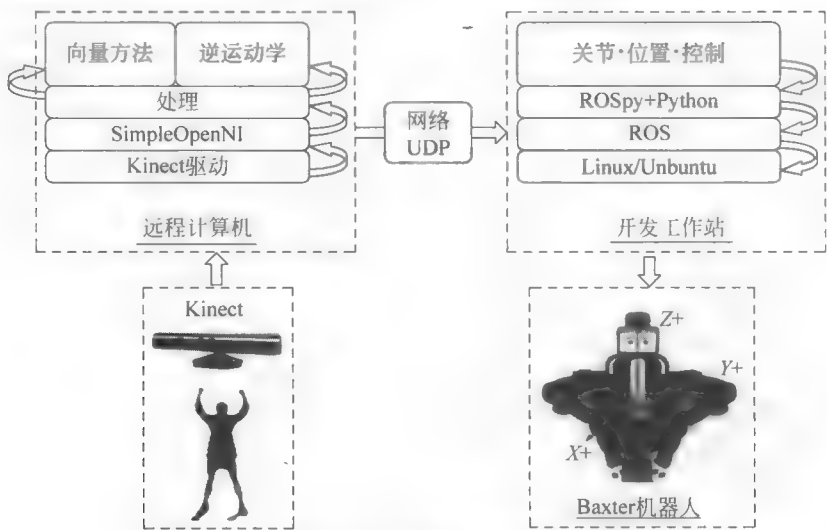 向量方法
逆运动学
处理
SimpleOpenNI
Kinect驱动
远程计算机
网络
UDP
关节·位置·控制
ROSpy+Python
ROS
Linux/Unbuntu
开发工作站
Kinect
Z+
Y+
X+
Baxter机器人